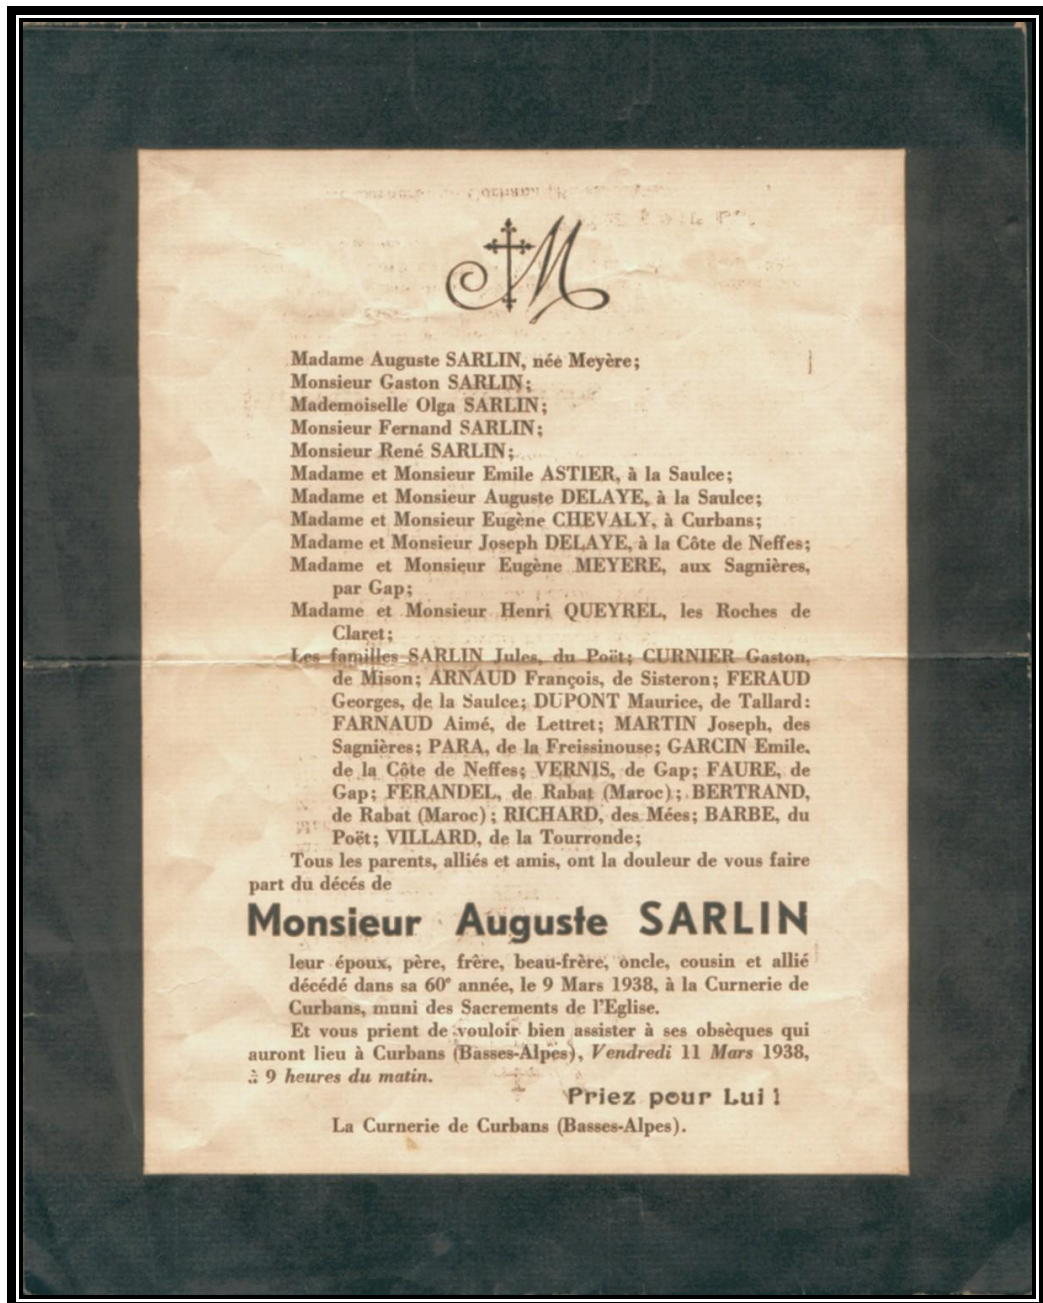 M
Madame Auguste SARLIN, née Meyère;
Monsieur Gaston SARLIN;
Mademoiselle Olga SARLIN;
Monsieur Fernand SARLIN;
Monsieur René SARLIN;
Madame et Monsieur Emile ASTIER, à la Saulce;
Madame et Monsieur Auguste DELAYE, à la Saulce;
Madame et Monsieur Eugène CHEVALY, à Curbans;
Madame et Monsieur Joseph DELAYE, à la Côte de Neffes;
Madame et Monsieur Eugène MEYERE, aux Sagnières,
par Gap;
Madame et Monsieur Henri QUEYREL, les Roches de
Claret;
Les familles SARLIN Jules, du Poët; CURNIER Gaston,
de Mison; ARNAUD François, de Sisteron; FERAUD
Georges, de la Saulce; DUPONT Maurice, de Tallard:
FARNAUD Aimé, de Lettret; MARTIN Joseph, des
Sagnières; PARA, de la Freissinouse; GARCIN Emile,
de la Côte de Neffes; VERNIS, de Gap; FAURE, de
Gap; FERANDEL, de Rabat (Maroc); BERTRAND,
de Rabat (Maroc); RICHARD, des Mées; BARBE, du
Poët; VILLARD, de la Tourronde;
Tous les parents, alliés et amis, ont la douleur de vous faire
part du décés de
Monsieur Auguste SARLIN
leur époux, père, frêre, beau-frère, oncle, cousin et allié
décédé dans sa 60e année, le 9 Mars 1938, à la Curnerie de
Curbans, muni des Sacrements de l'Eglise.
Et vous prient de vouloir bien assister à ses obsèques qui
auront lieu à Curbans (Basses-Alpes), Vendredi 11 Mars 1938,
à 9 heures du matin.
Priez pour Lui !
La Curnerie de Curbans (Basses-Alpes).